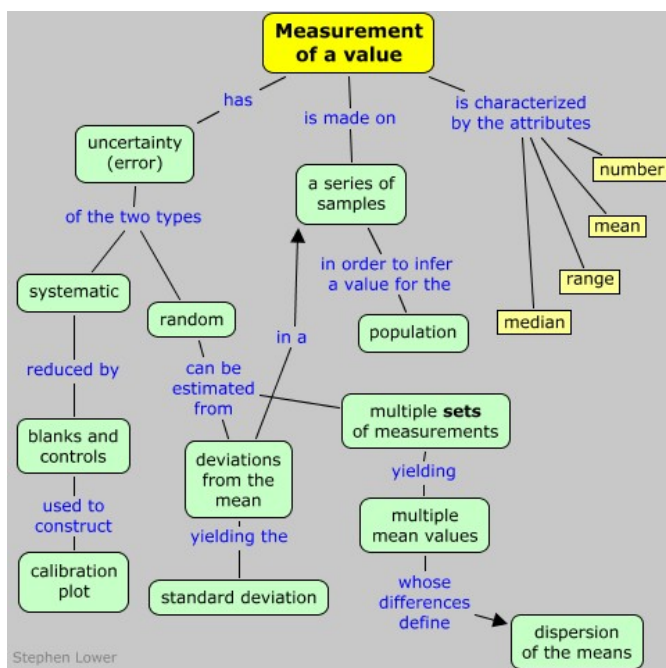 Measurement
of a value
has
is made on
is characterized
by the attributes
uncertainty
(error)
a series of
samples
number
mean
range
median
of the two types
in order to infer
a value for the
systematic
random
in a
population
reduced by
can be
estimated
from
multiple sets
of measurements
blanks and
controls
deviations
from the
mean
yielding
used to
construct
yielding the
multiple
mean values
calibration
plot
standard deviation
whose
differences
define
dispersion
of the means
Stephen Lower